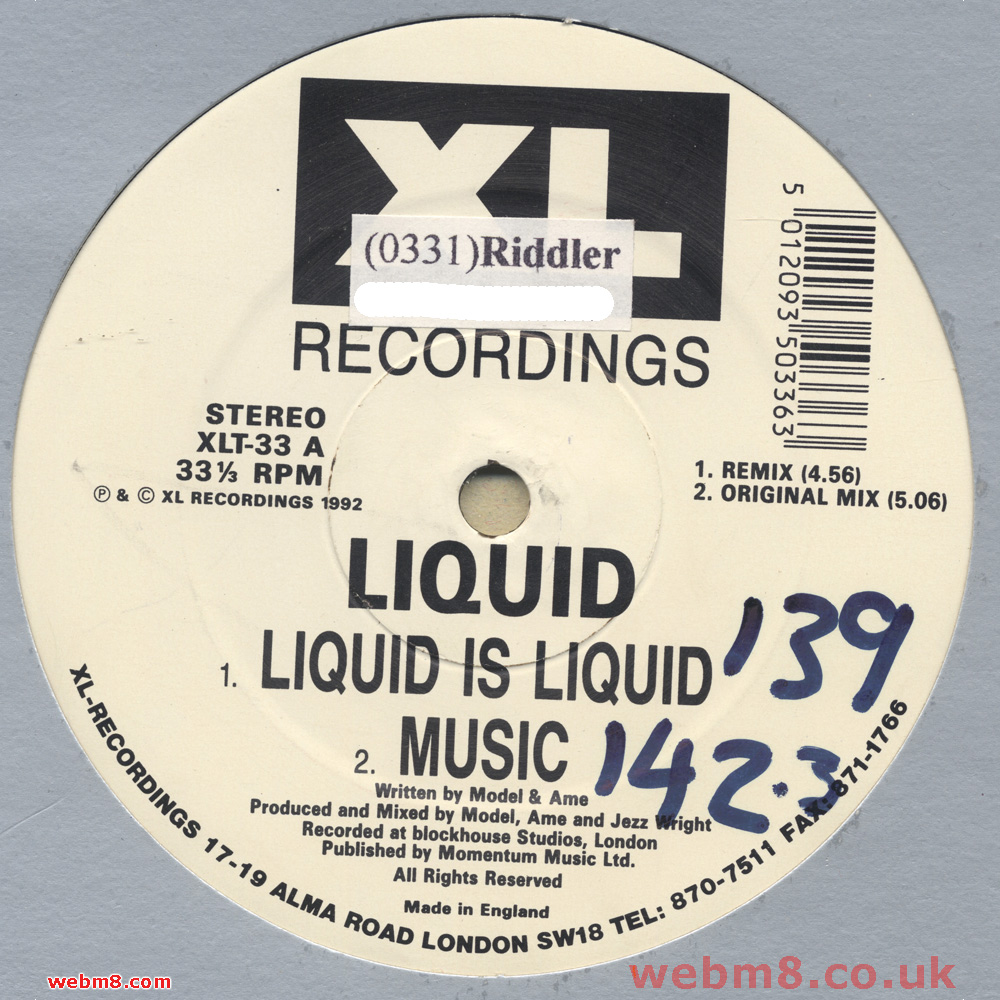 XL
(0331)Riddler
RECORDINGS
5 012093 503363
STEREO
XLT-33 A
33⅓ RPM
℗ & © XL RECORDINGS 1992
1. REMIX (4.56)
2. ORIGINAL MIX (5.06)
LIQUID
1. LIQUID IS LIQUID
139
2. MUSIC
142.3
Written by Model & Ame
Produced and Mixed by Model, Ame and Jezz Wright
Recorded at blockhouse Studios, London
Published by Momentum Music Ltd.
All Rights Reserved
Made in England
XL-RECORDINGS 17-19 ALMA ROAD LONDON SW18 TEL: 870-7511 FAX: 871-1766
webm8.com
webm8.co.uk